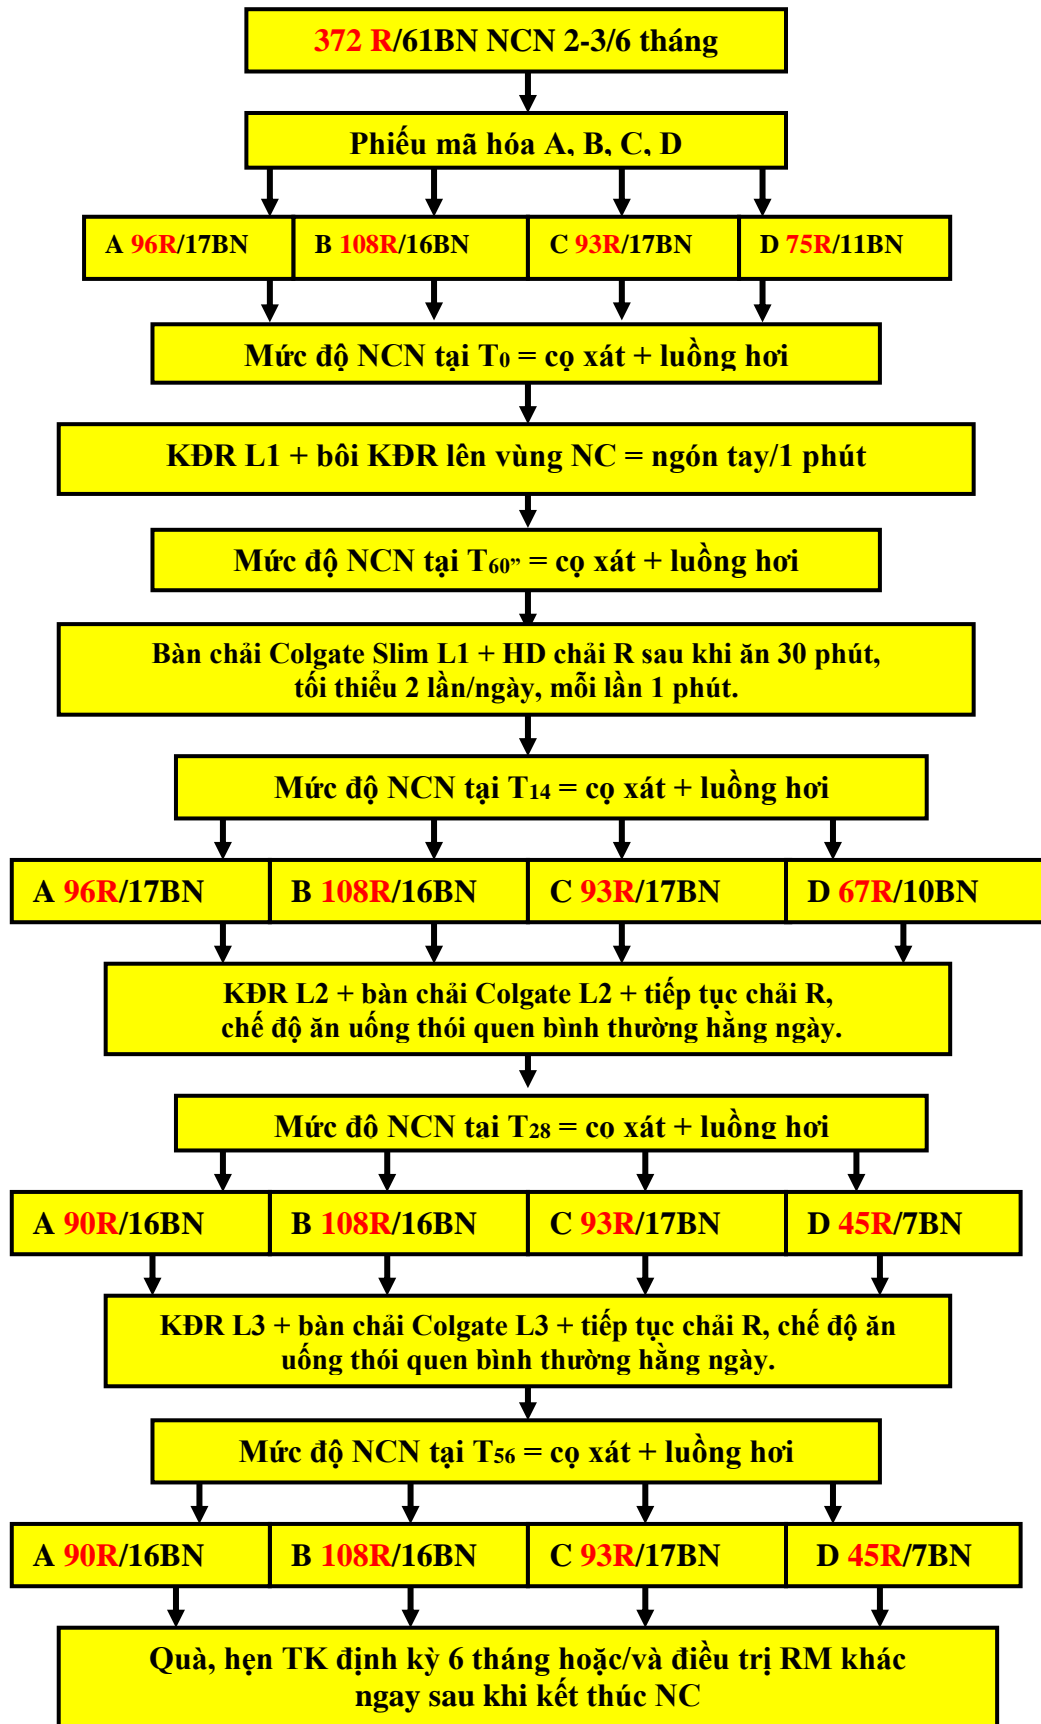 372 R/61BN NCN 2-3/6 tháng
Phiếu mã hóa A, B, C, D
A 96R/17BN B 108R/16BN C 93R/17BN D 75R/11BN
Mức độ NCN tại T0 = cọ xát + luồng hơi
KĐR L1 + bôi KĐR lên vùng NC = ngón tay/1 phút
Mức độ NCN tại T60” = cọ xát + luồng hơi
Bàn chải Colgate Slim L1 + HD chải R sau khi ăn 30 phút,
tối thiểu 2 lần/ngày, mỗi lần 1 phút.
Mức độ NCN tại T14 = cọ xát + luồng hơi
A 96R/17BN B 108R/16BN C 93R/17BN D 67R/10BN
KĐR L2 + bàn chải Colgate L2 + tiếp tục chải R,
chế độ ăn uống thói quen bình thường hằng ngày.
Mức độ NCN tại T28 = cọ xát + luồng hơi
A 90R/16BN B 108R/16BN C 93R/17BN D 45R/7BN
KĐR L3 + bàn chải Colgate L3 + tiếp tục chải R, chế độ ăn
uống thói quen bình thường hằng ngày.
Mức độ NCN tại T56 = cọ xát + luồng hơi
A 90R/16BN B 108R/16BN C 93R/17BN D 45R/7BN
Quà, hẹn TK định kỳ 6 tháng hoặc/và điều trị RM khác
ngay sau khi kết thúc NC